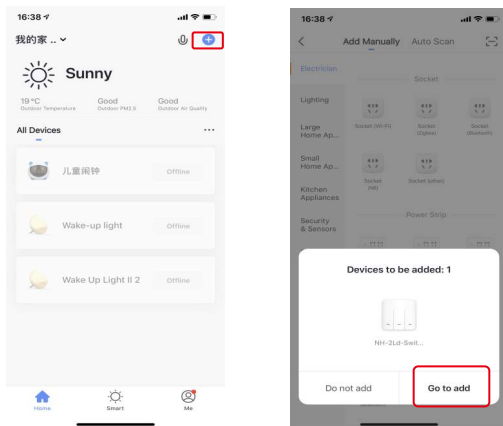 16:38
我的家 ..
Sunny
19°C
Outdoor Temperature
Good
Outdoor PM2.5
Good
Outdoor Air Quality
All Devices
儿童闹钟
Offline
Wake-up light
Offline
Wake Up Light II 2
Offline
Home
Smart
Me
16:38
Add Manually
Auto Scan
Electrician
Lighting
Large
Home Ap...
Small
Home Ap...
Kitchen
Appliances
Security
& Sensors
Socket
Socket (Wi-Fi)
Socket
(Zigbee)
Socket
(Bluetooth)
Socket
Socket (other)
Power Strip
Devices to be added: 1
NH-2Ld-Swit...
Do not add
Go to add